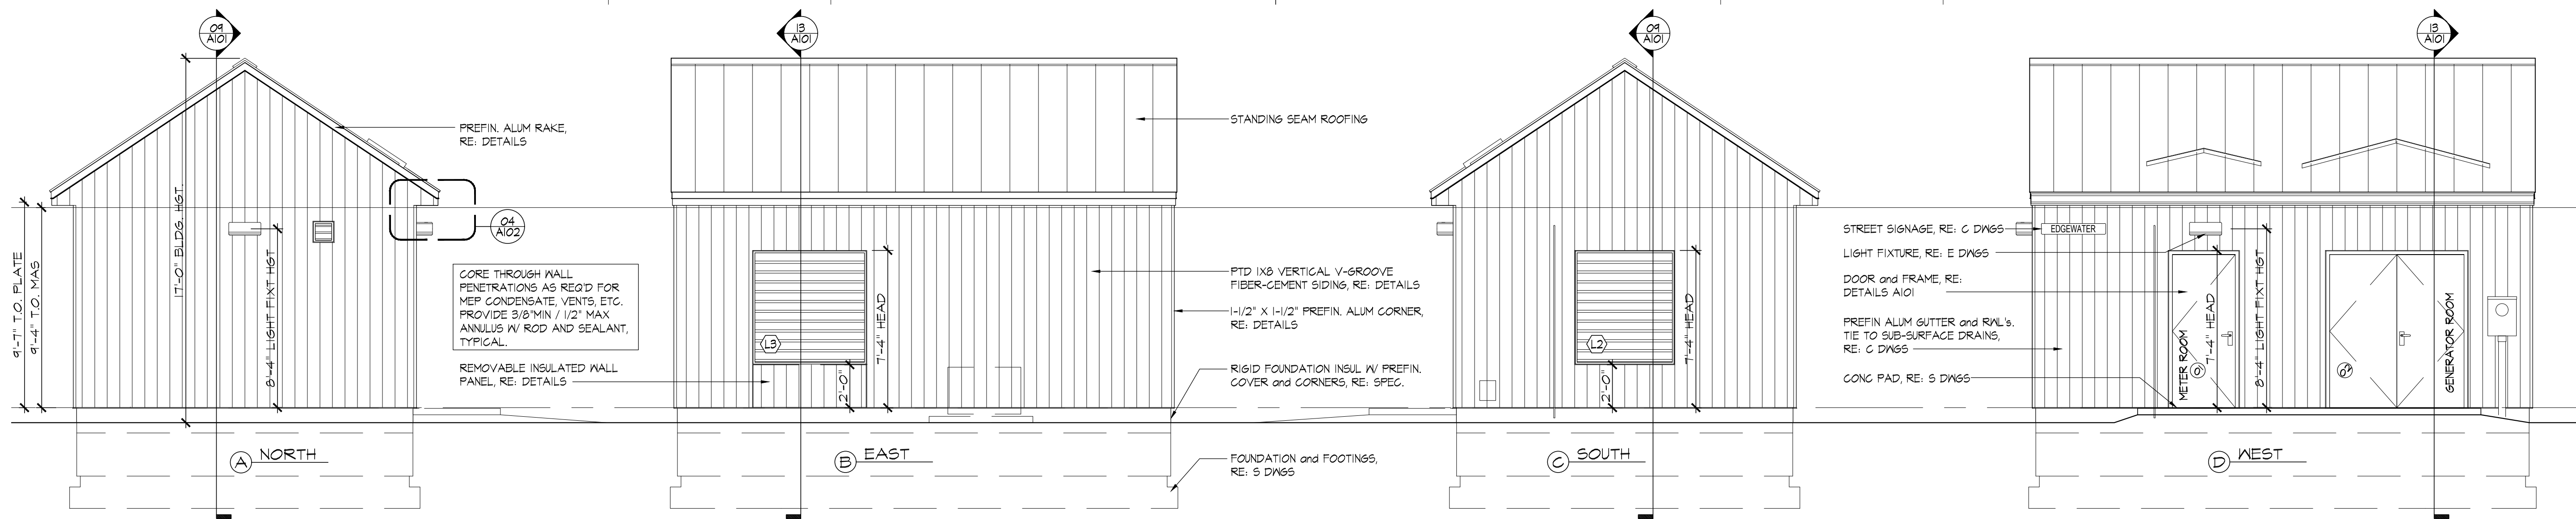 09
A101
17'-0" BLDG. HGT.
9'-7" T.O. PLATE
9'-4" T.O. MAS
8'-4" LIGHT FIXT HGT
PREFIN. ALUM RAKE,
RE: DETAILS
04
A102
CORE THROUGH WALL
PENETRATIONS AS REQ'D FOR
MEP CONDENSATE, VENTS, ETC.
PROVIDE 3/8"MIN / 1/2" MAX
ANNULUS W/ ROD AND SEALANT,
TYPICAL.
REMOVABLE INSULATED WALL
PANEL, RE: DETAILS
A NORTH
13
A101
L3
7'-4" HEAD
2'-0"
B EAST
STANDING SEAM ROOFING
PTD 1X8 VERTICAL V-GROOVE
FIBER-CEMENT SIDING, RE: DETAILS
1-1/2" X 1-1/2" PREFIN. ALUM CORNER,
RE: DETAILS
RIGID FOUNDATION INSUL W/ PREFIN.
COVER and CORNERS, RE: SPEC.
FOUNDATION and FOOTINGS,
RE: S DWGS
09
A101
L2
7'-4" HEAD
2'-0"
C SOUTH
STREET SIGNAGE, RE: C DWGS
LIGHT FIXTURE, RE: E DWGS
DOOR and FRAME, RE:
DETAILS A101
PREFIN ALUM GUTTER and RWL's.
TIE TO SUB-SURFACE DRAINS,
RE: C DWGS
CONC PAD, RE: S DWGS
13
A101
EDGEWATER
METER ROOM
01
7'-4" HEAD
8'-4" LIGHT FIXT HGT
GENERATOR ROOM
D WEST